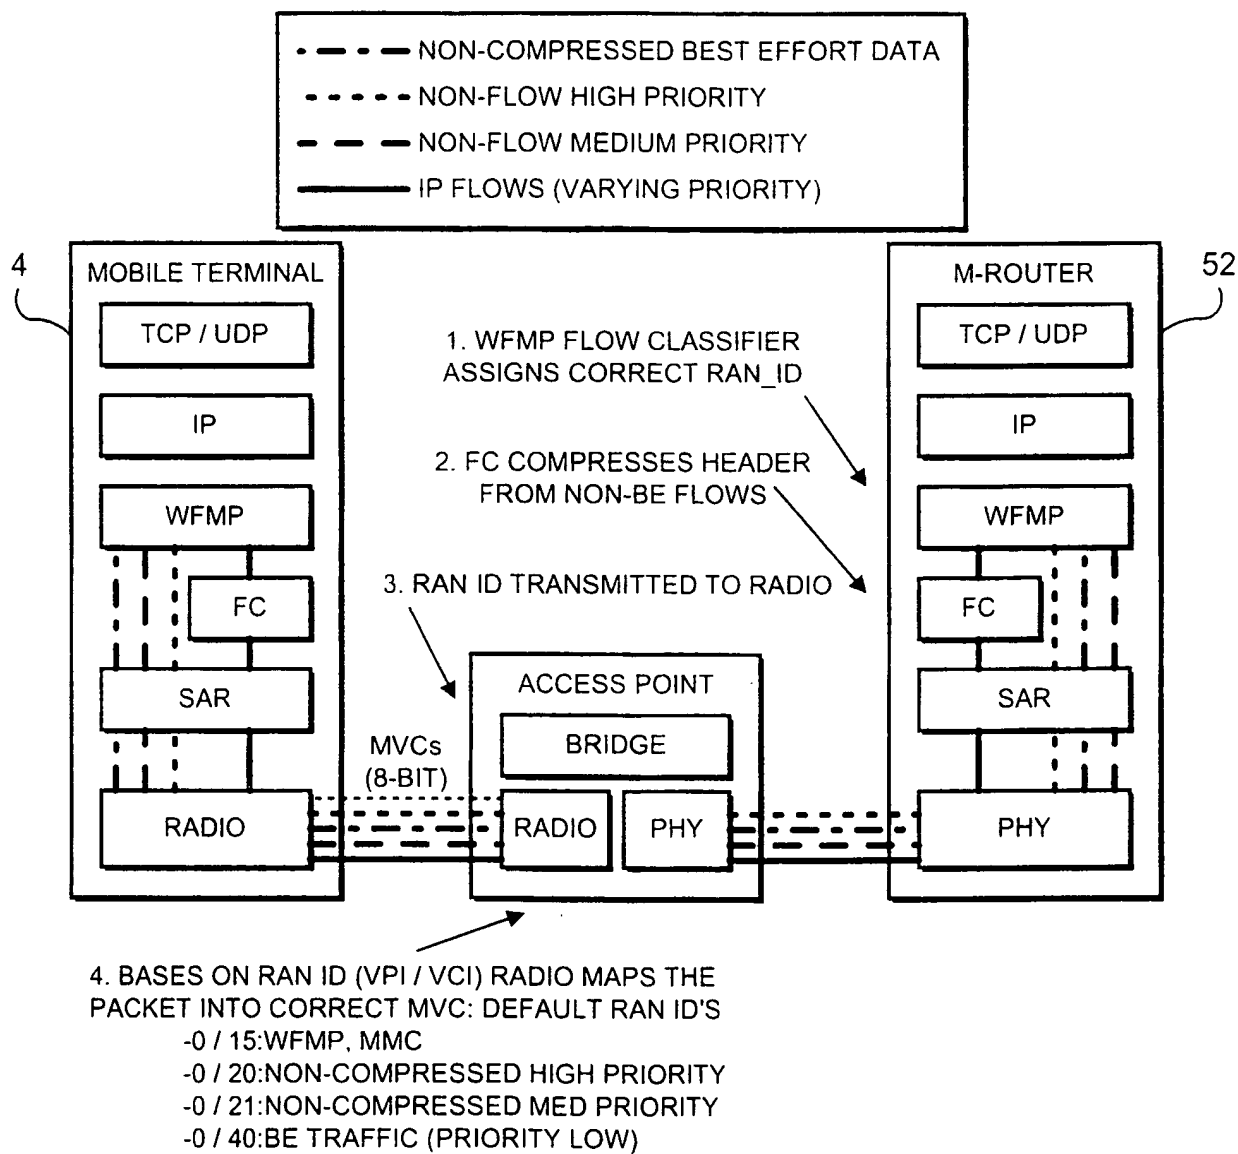 NON-COMPRESSED BEST EFFORT DATA
NON-FLOW HIGH PRIORITY
NON-FLOW MEDIUM PRIORITY
IP FLOWS (VARYING PRIORITY)
4
MOBILE TERMINAL
TCP / UDP
IP
WFMP
FC
SAR
RADIO
1. WFMP FLOW CLASSIFIER
ASSIGNS CORRECT RAN_ID
2. FC COMPRESSES HEADER
FROM NON-BE FLOWS
3. RAN ID TRANSMITTED TO RADIO
MVCs
(8-BIT)
ACCESS POINT
BRIDGE
RADIO
PHY
52
M-ROUTER
TCP / UDP
IP
WFMP
FC
SAR
PHY
4. BASES ON RAN ID (VPI / VCI) RADIO MAPS THE
PACKET INTO CORRECT MVC: DEFAULT RAN ID'S
-0 / 15:WFMP, MMC
-0 / 20:NON-COMPRESSED HIGH PRIORITY
-0 / 21:NON-COMPRESSED MED PRIORITY
-0 / 40:BE TRAFFIC (PRIORITY LOW)